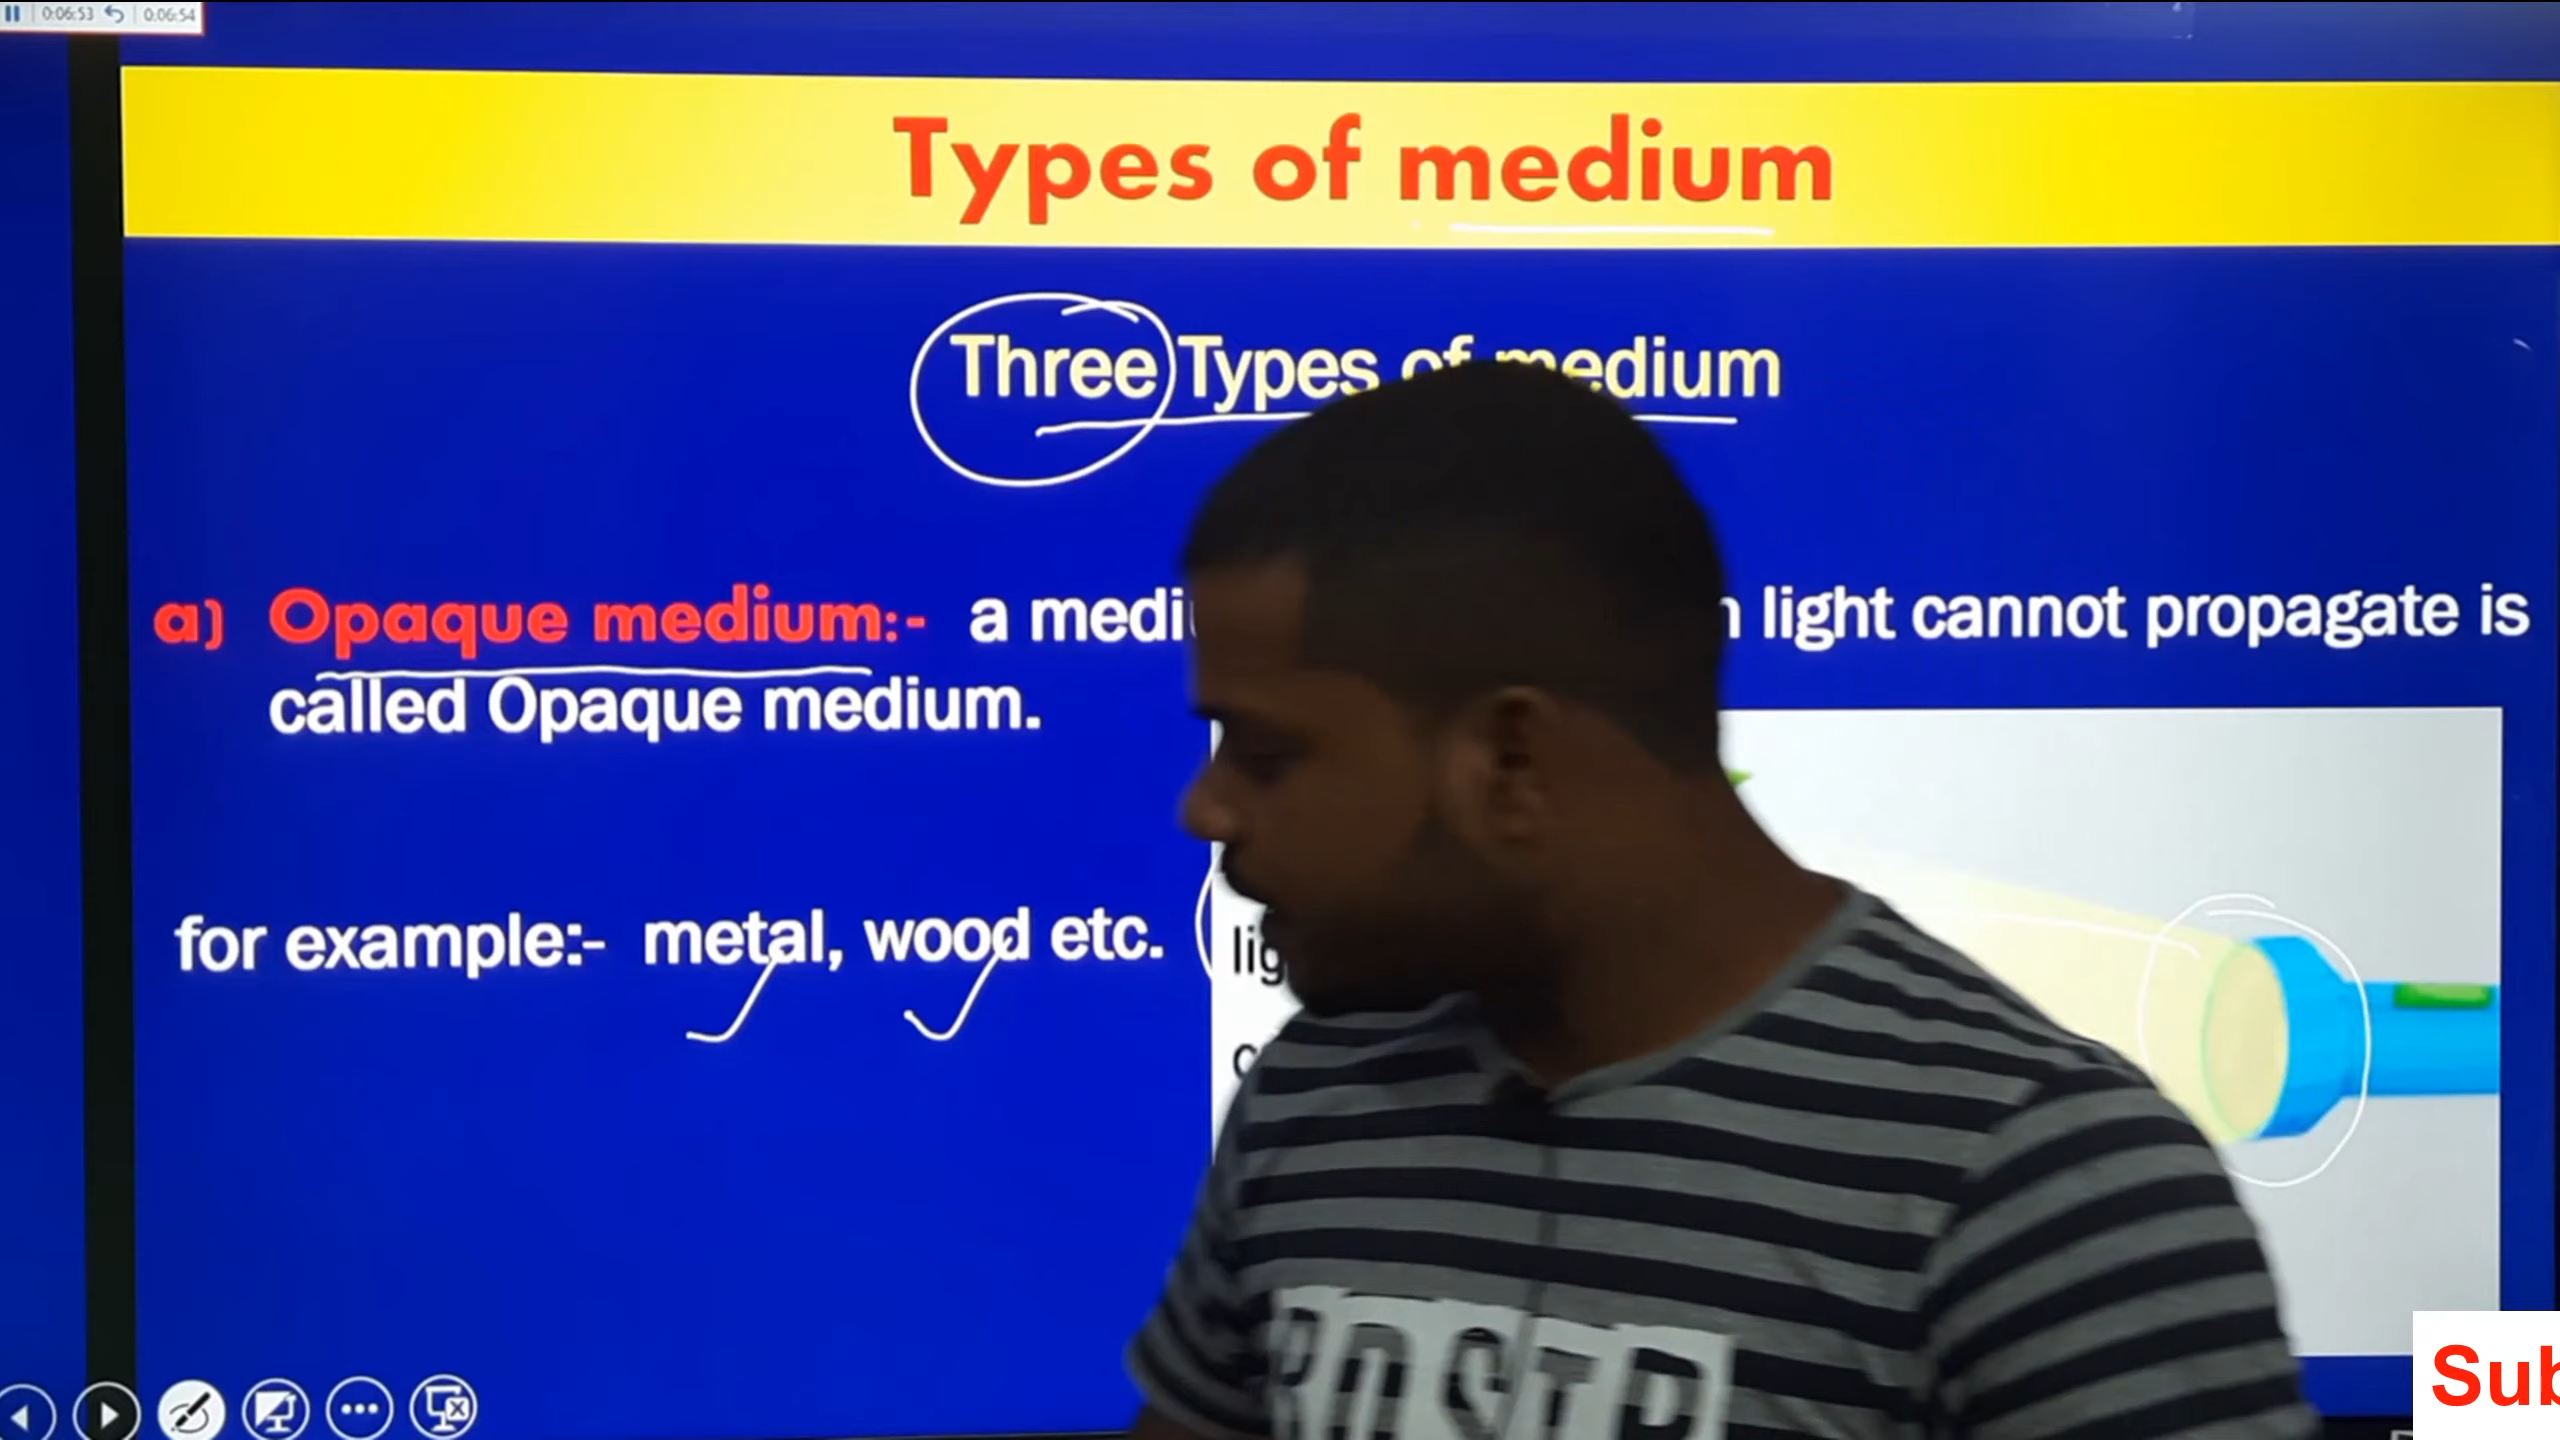 0:06:53 0:06:54
Types of medium
Three Types of medium
a) Opaque medium:- a light cannot propagate is
called Opaque medium.
for example:- metal, wood etc.
Sub